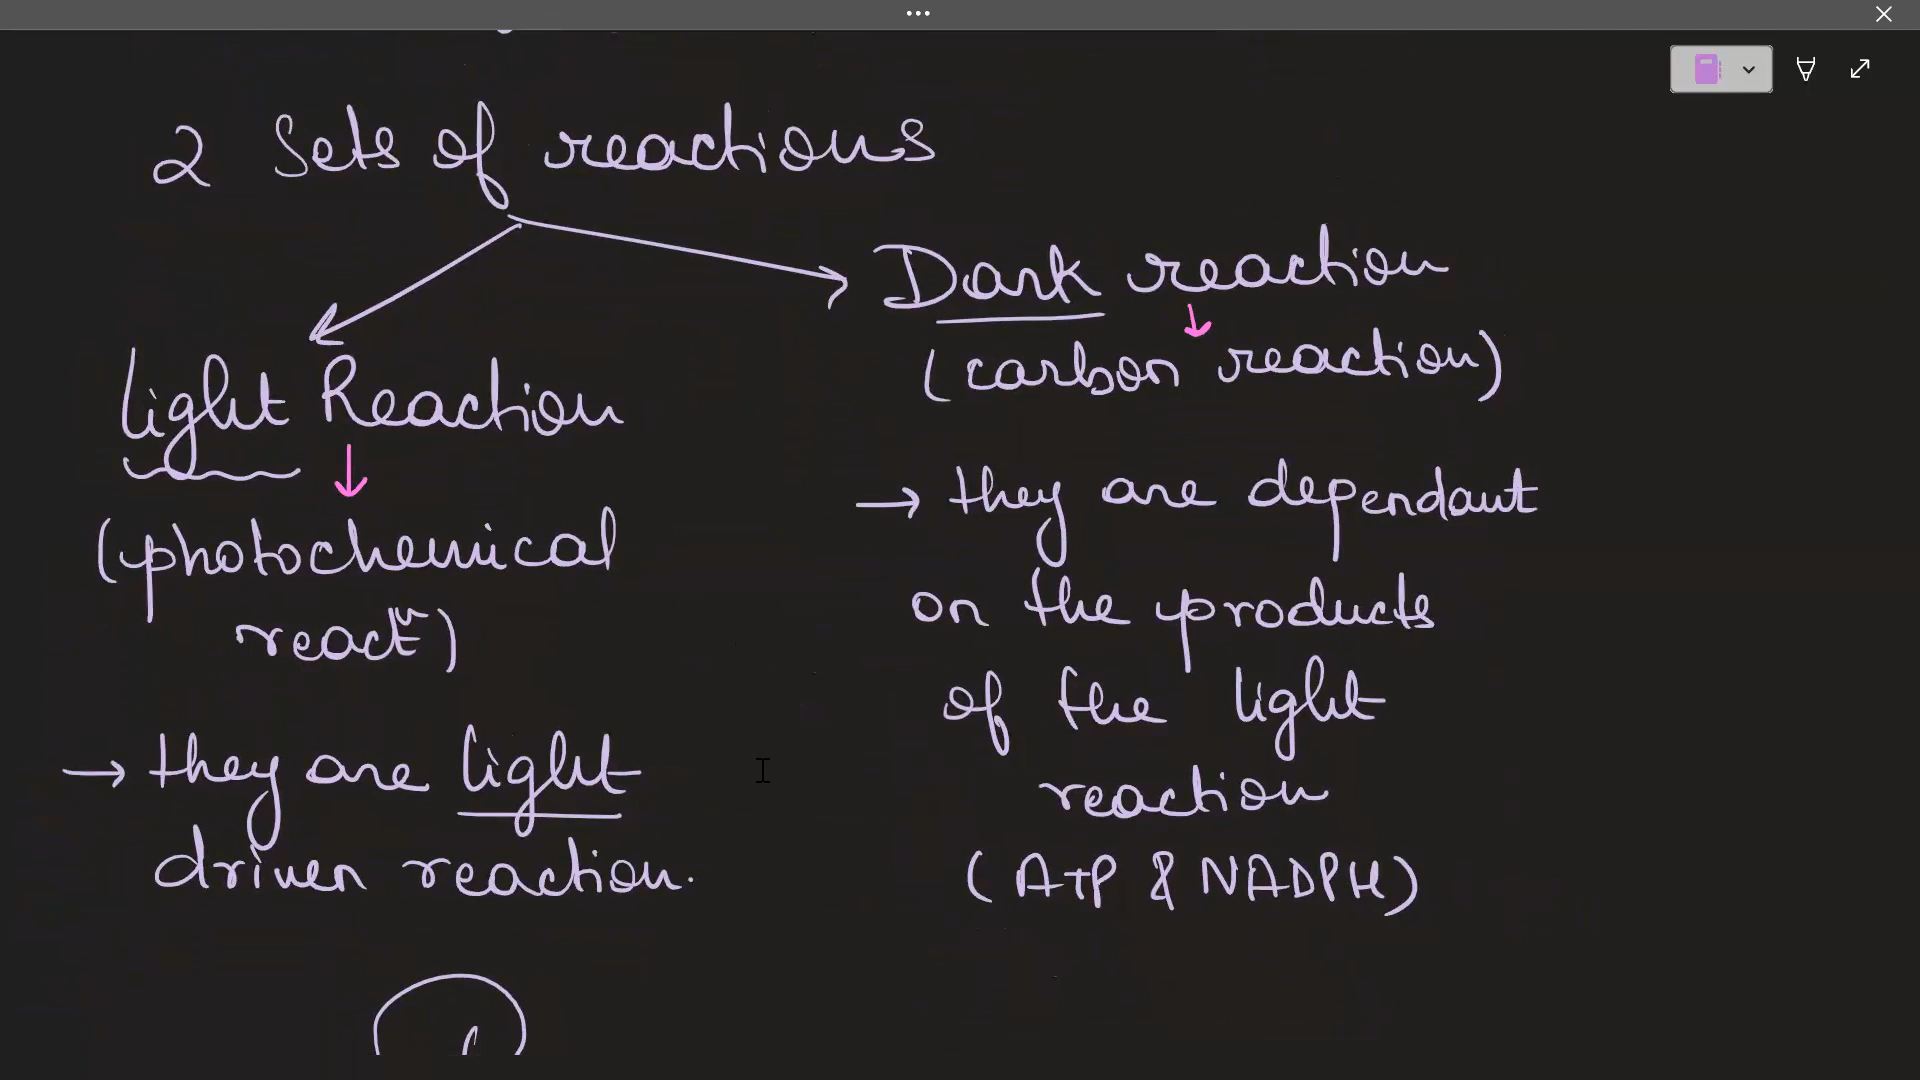 2 Sets of reactions
Light Reaction
(photochemical
reactn)
→ they are light
driven reaction.
Dark reaction
(carbon reaction)
→ they are dependant
on the products
of the light
reaction
(ATP & NADPH)